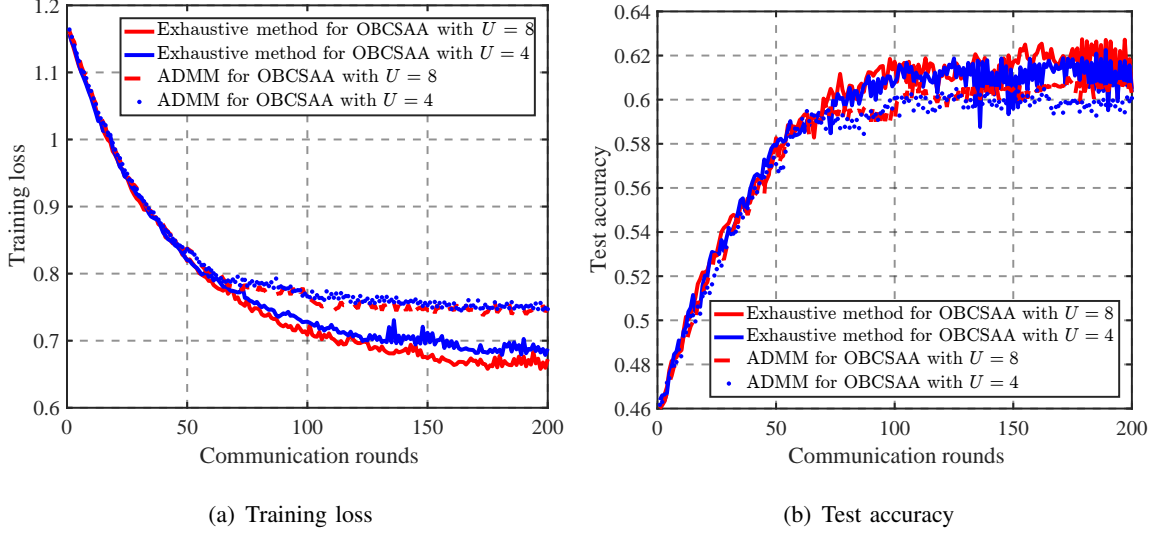 1.2
1.1
1
0.9
0.8
0.7
0.6
Training loss
0
50
100
150
200
Communication rounds
Exhaustive method for OBCSAA with U = 8
Exhaustive method for OBCSAA with U = 4
ADMM for OBCSAA with U = 8
ADMM for OBCSAA with U = 4
(a) Training loss
0.64
0.62
0.6
0.58
0.56
0.54
0.52
0.5
0.48
0.46
Test accuracy
0
50
100
150
200
Communication rounds
Exhaustive method for OBCSAA with U = 8
Exhaustive method for OBCSAA with U = 4
ADMM for OBCSAA with U = 8
ADMM for OBCSAA with U = 4
(b) Test accuracy